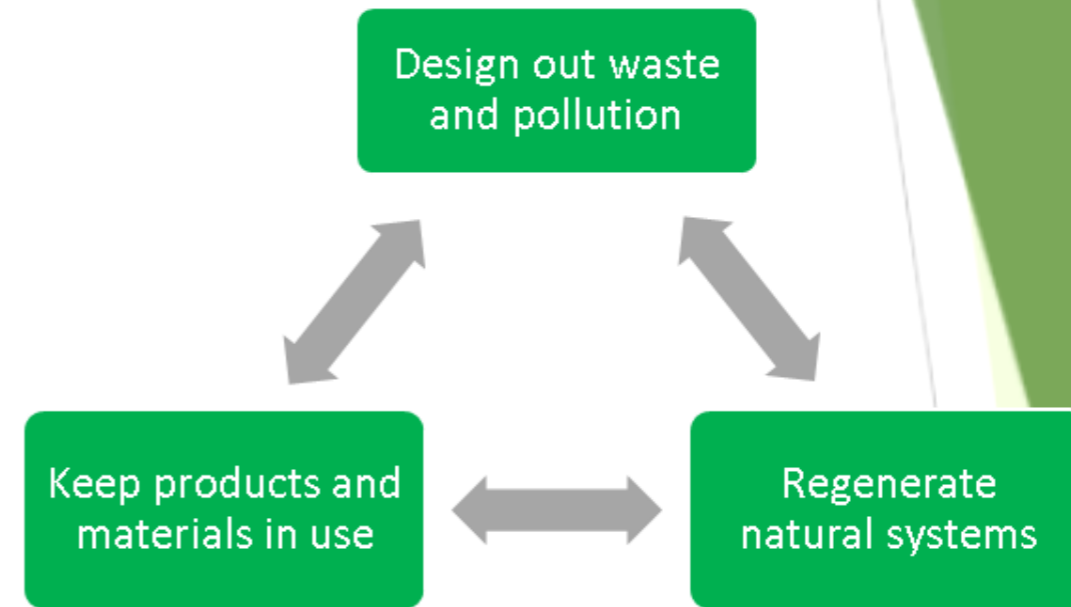 Design out waste
and pollution
Keep products and
materials in use
Regenerate
natural systems